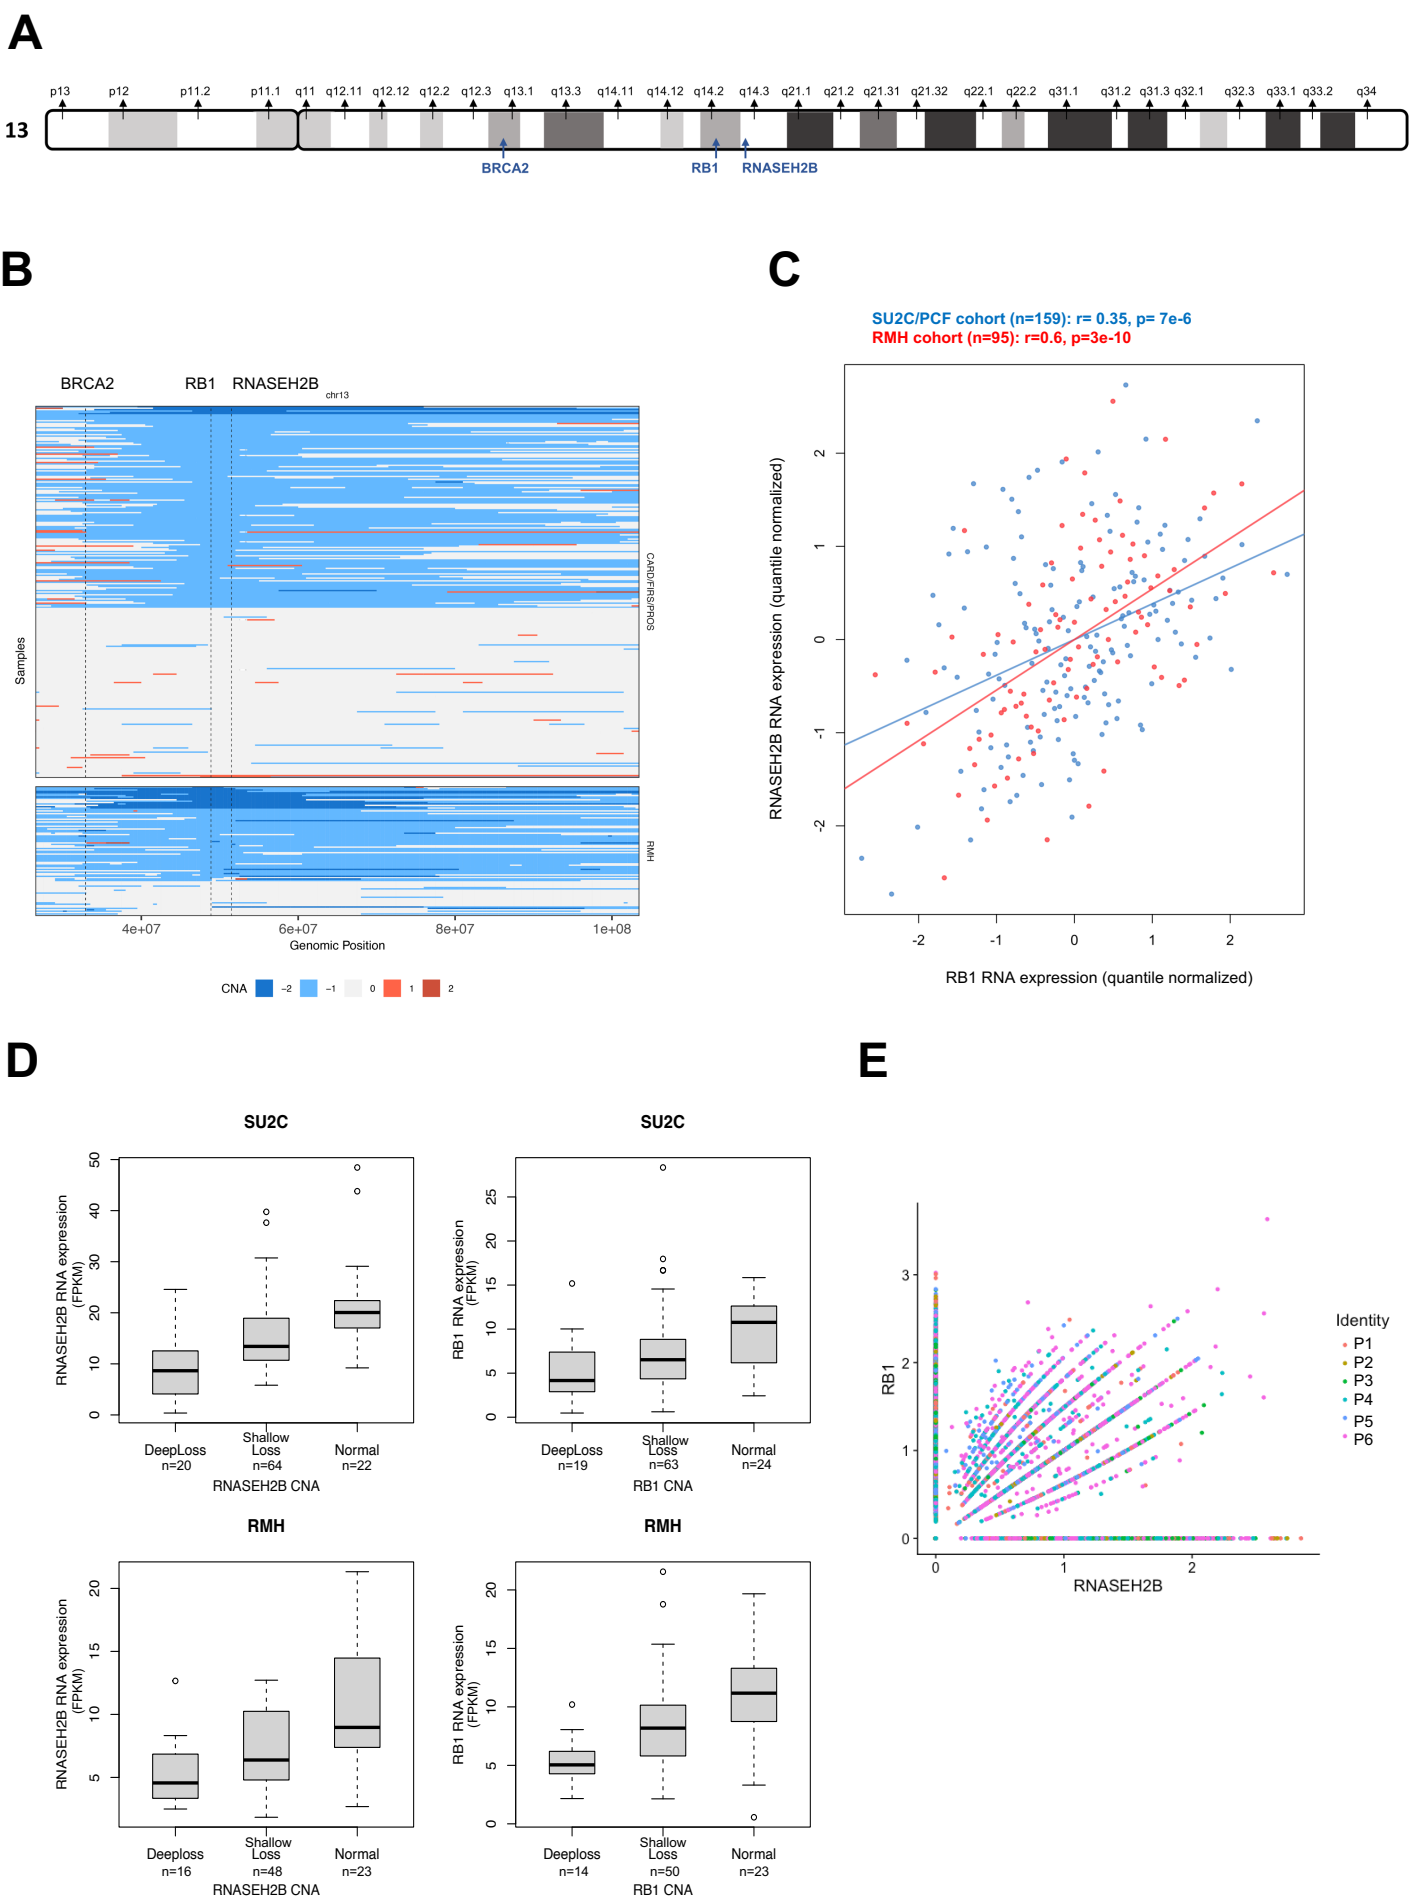 A
p13 p12 p11.2 p11.1 q11 q12.11 q12.12 q12.2 q12.3 q13.1 q13.3 q14.11 q14.12 q14.2 q14.3 q21.1 q21.2 q21.31 q21.32 q22.1 q22.2 q31.1 q31.2 q31.3 q32.1 q32.3 q33.1 q33.2 q34
13
BRCA2 RB1 RNASEH2B
B
BRCA2 RB1 RNASEH2B
chr13
Samples
CARD/FIRS/PROS
RMH
4e+07 6e+07 8e+07 1e+08
Genomic Position
CNA -2 -1 0 1 2
C
SU2C/PCF cohort (n=159): r= 0.35, p= 7e-6
RMH cohort (n=95): r=0.6, p=3e-10
RNASEH2B RNA expression (quantile normalized)
2
1
0
-1
-2
-2 -1 0 1 2
RB1 RNA expression (quantile normalized)
D
SU2C
RNASEH2B RNA expression
(FPKM)
50
40
30
20
10
0
DeepLoss Shallow Loss Normal
n=20 n=64 n=22
RNASEH2B CNA
SU2C
RB1 RNA expression
(FPKM)
25
20
15
10
5
0
DeepLoss Shallow Loss Normal
n=19 n=63 n=24
RB1 CNA
RMH
RNASEH2B RNA expression
(FPKM)
20
15
10
5
Deeploss Shallow Loss Normal
n=16 n=48 n=23
RNASEH2B CNA
RMH
RB1 RNA expression
(FPKM)
20
15
10
5
0
Deeploss Shallow Loss Normal
n=14 n=50 n=23
RB1 CNA
E
RB1
3
2
1
0
0 1 2
RNASEH2B
Identity
P1
P2
P3
P4
P5
P6